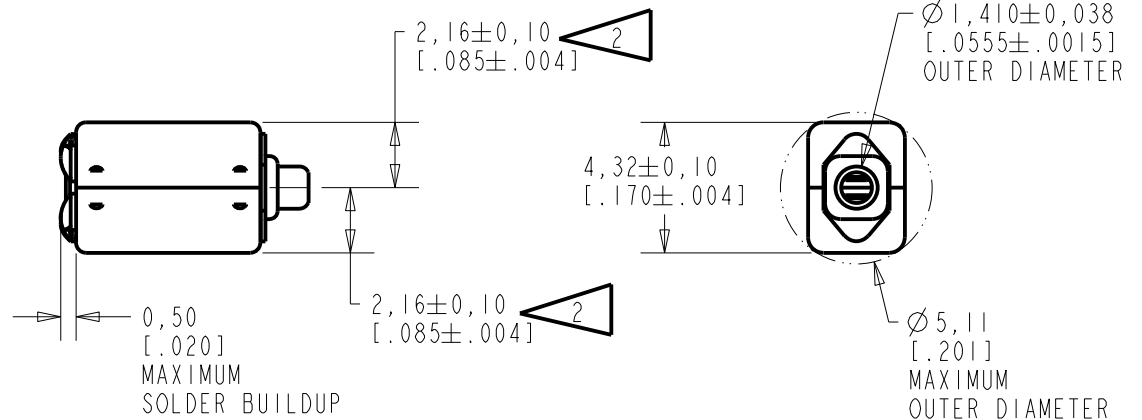 2,16±0,10
[.085±.004]
2
Ø1,410±0,038
[.0555±.0015]
OUTER DIAMETER
4,32±0,10
[.170±.004]
2,16±0,10
[.085±.004]
2
0,50
[.020]
MAXIMUM
SOLDER BUILDUP
Ø5,11
[.201]
MAXIMUM
OUTER DIAMETER